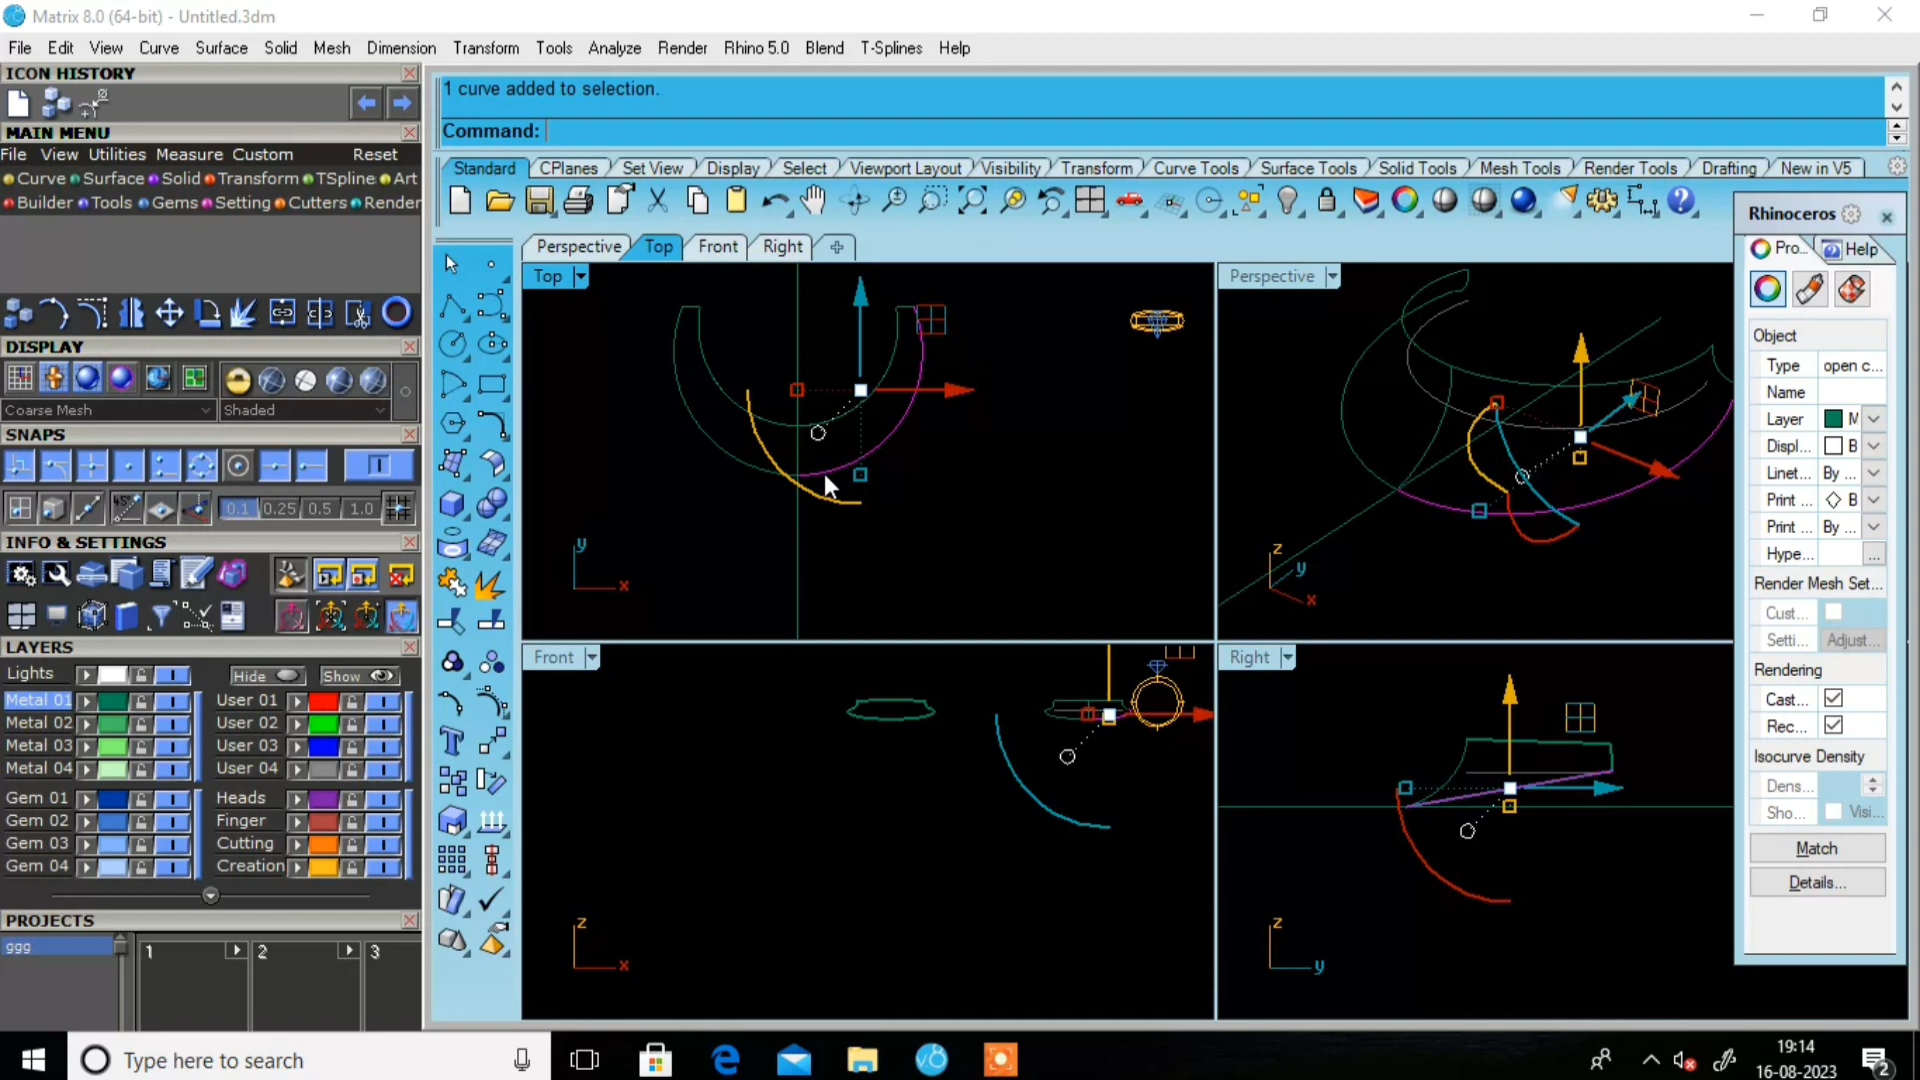 Matrix 8.0 (64-bit) - Untitled.3dm
File Edit View Curve Surface Solid Mesh Dimension Transform Tools Analyze Render Rhino 5.0 Blend T-Splines Help
ICON HISTORY
1 curve added to selection.
Command:
MAIN MENU
File View Utilities Measure Custom Reset
Curve Surface Solid Transform TSpline Art
Builder Tools Gems Setting Cutters Render
Standard CPlanes Set View Display Select Viewport Layout Visibility Transform Curve Tools Surface Tools Solid Tools Mesh Tools Render Tools Drafting New in V5
Perspective Top Front Right
Top
Perspective
Front
Right
DISPLAY
Coarse Mesh Shaded
SNAPS
45°
0.1 0.25 0.5 1.0
INFO & SETTINGS
LAYERS
Lights Hide Show
Metal 01 User 01
Metal 02 User 02
Metal 03 User 03
Metal 04 User 04
Gem 01 Heads
Gem 02 Finger
Gem 03 Cutting
Gem 04 Creation
PROJECTS
ggg 1 2 3
y x
z y x
z x
z y
Rhinoceros
Pro... Help
Object
Type open c...
Name
Layer M
Displ... B
Linet... By ...
Print ... B
Print ... By ...
Hype... ...
Render Mesh Set...
Cust...
Setti... Adjust...
Rendering
Cast...
Rec...
Isocurve Density
Dens...
Sho... Visi...
Match
Details...
Type here to search
19:14
16-08-2023
2